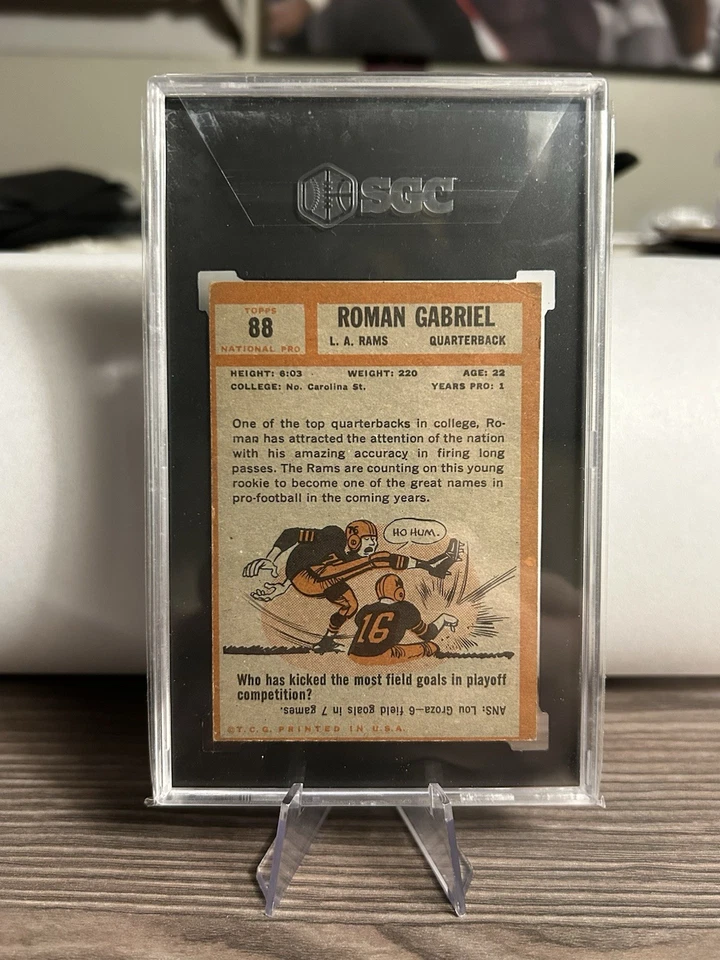 SGC
TOPPS
88
NATIONAL PRO
ROMAN GABRIEL
L. A. RAMS QUARTERBACK
HEIGHT: 6:03 WEIGHT: 220 AGE: 22
COLLEGE: No. Carolina St. YEARS PRO: 1
One of the top quarterbacks in college, Ro-
man has attracted the attention of the nation
with his amazing accuracy in firing long
passes. The Rams are counting on this young
rookie to become one of the great names in
pro-football in the coming years.
76
HO HUM.
7
16
Who has kicked the most field goals in playoff
competition?
ANS: Lou Groza—6 field goals in 7 games.
©T.C.G. PRINTED IN U.S.A.